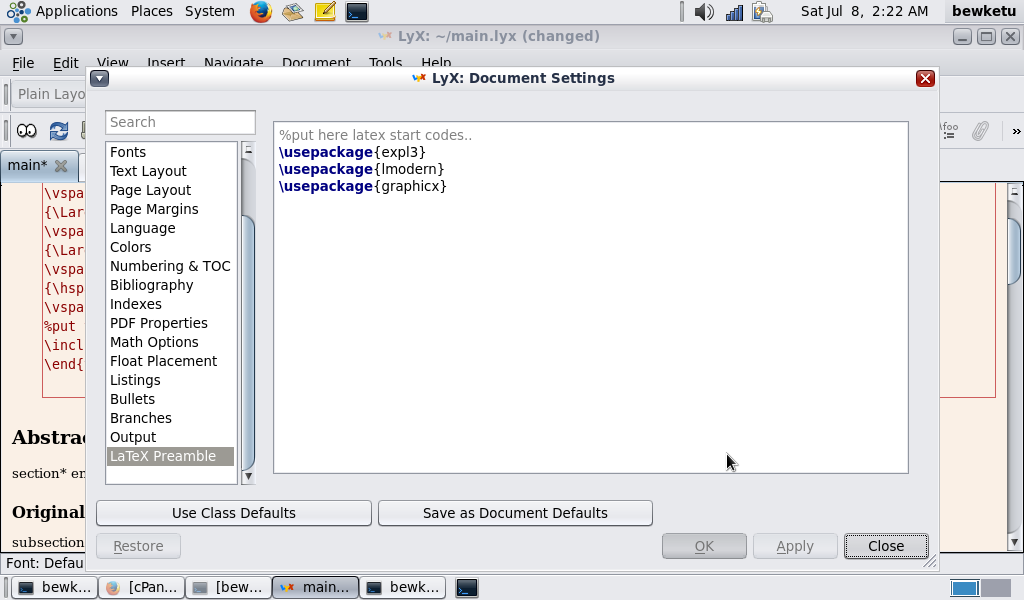 Applications Places System Sat Jul 8, 2:22 AM bewketu
LyX: ~/main.lyx (changed)
File Edit View Insert Navigate Document Tools Help
LyX: Document Settings
Plain Layo
Search
main*
Fonts
Text Layout
Page Layout
Page Margins
Language
Colors
Numbering & TOC
Bibliography
Indexes
PDF Properties
Math Options
Float Placement
Listings
Bullets
Branches
Output
LaTeX Preamble
%put here latex start codes..
\usepackage{expl3}
\usepackage{lmodern}
\usepackage{graphicx}
\foo
»
\vspa
{\Lar
\vspa
{\Lar
\vspa
{\hsp
\vspa
%put
\incl
\end{
Abstra
section* en
Original
subsection
Use Class Defaults Save as Document Defaults
Restore OK Apply Close
Font: Defau
bewk... [cPan... [bew... main... bewk...